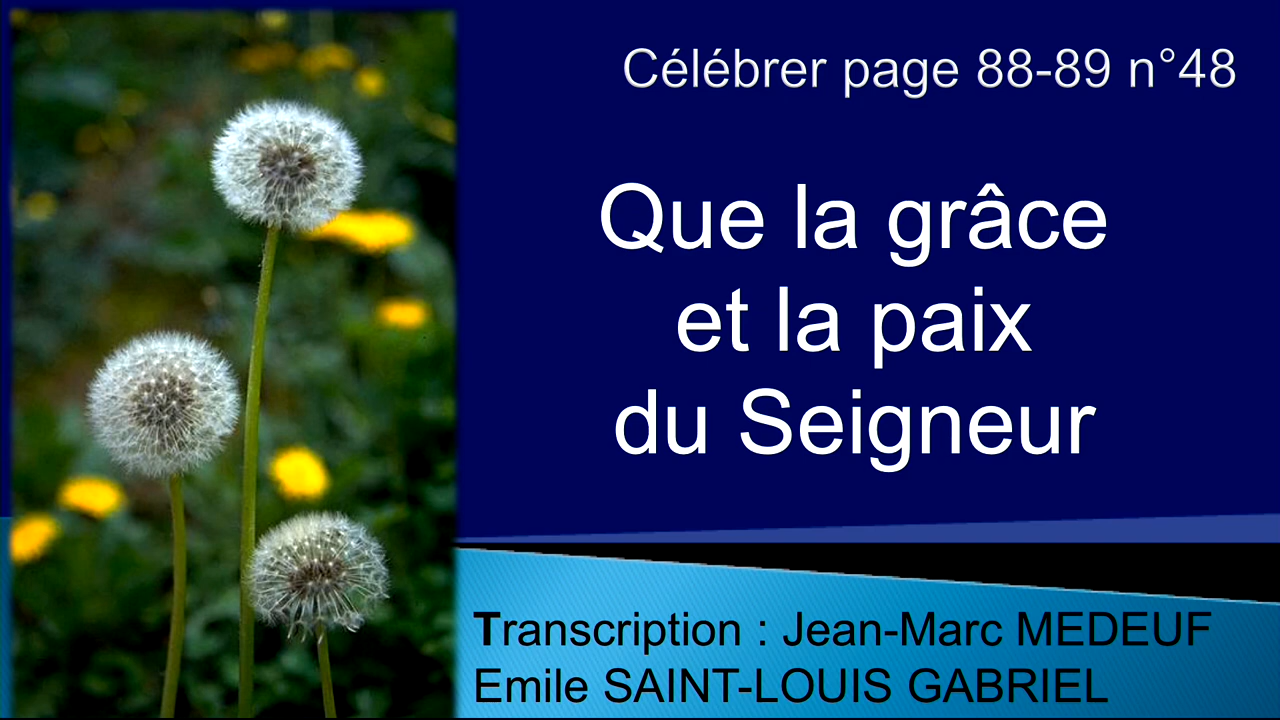 Célébrer page 88-89 n°48
Que la grâce
et la paix
du Seigneur
Transcription : Jean-Marc MEDEUF
Emile SAINT-LOUIS GABRIEL